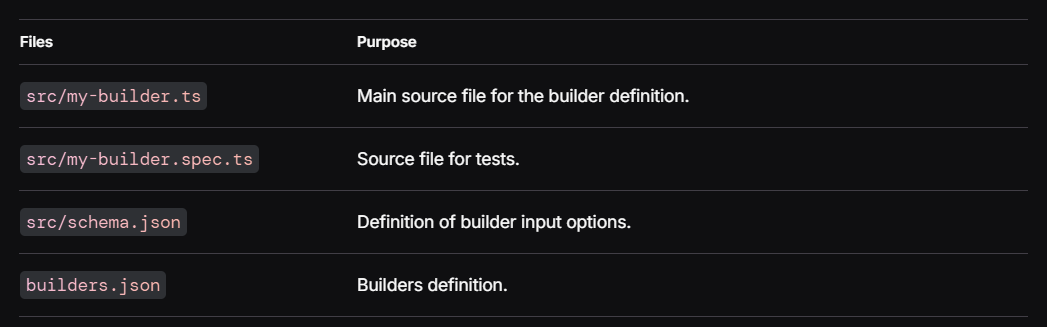 Files Purpose
src/my-builder.ts Main source file for the builder definition.
src/my-builder.spec.ts Source file for tests.
src/schema.json Definition of builder input options.
builders.json Builders definition.